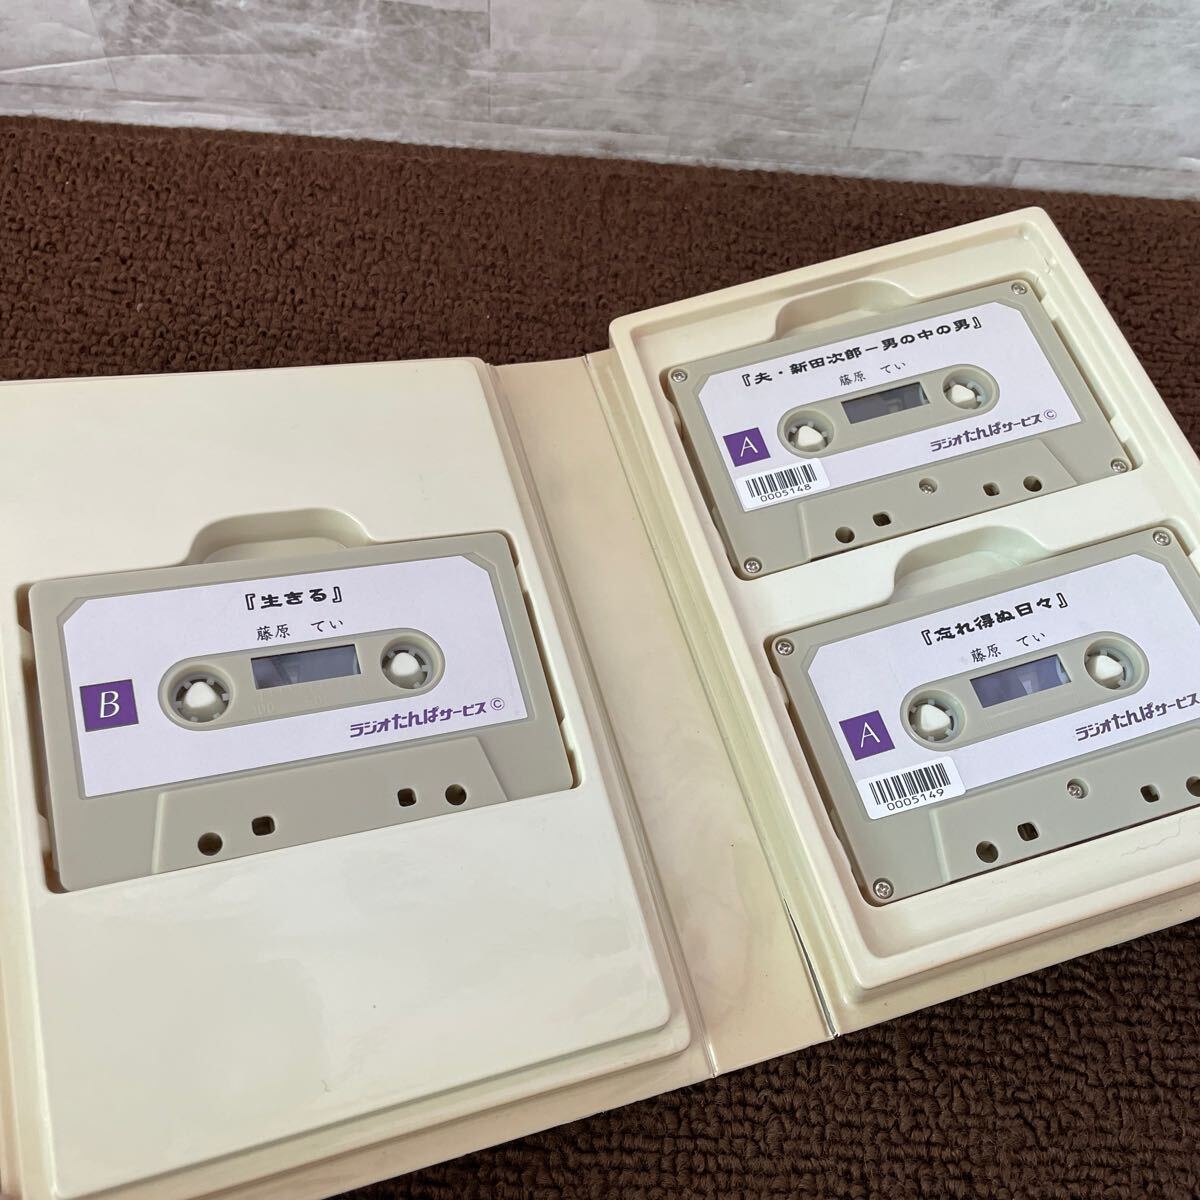 『生きる』
藤原 てい
B
ラジオたんぱサービス©
『夫・新田次郎－男の中の男』
藤原 てい
A
ラジオたんぱサービス©
0005148
『忘れ得ぬ日々』
藤原 てい
A
ラジオたんぱサービス
0005149